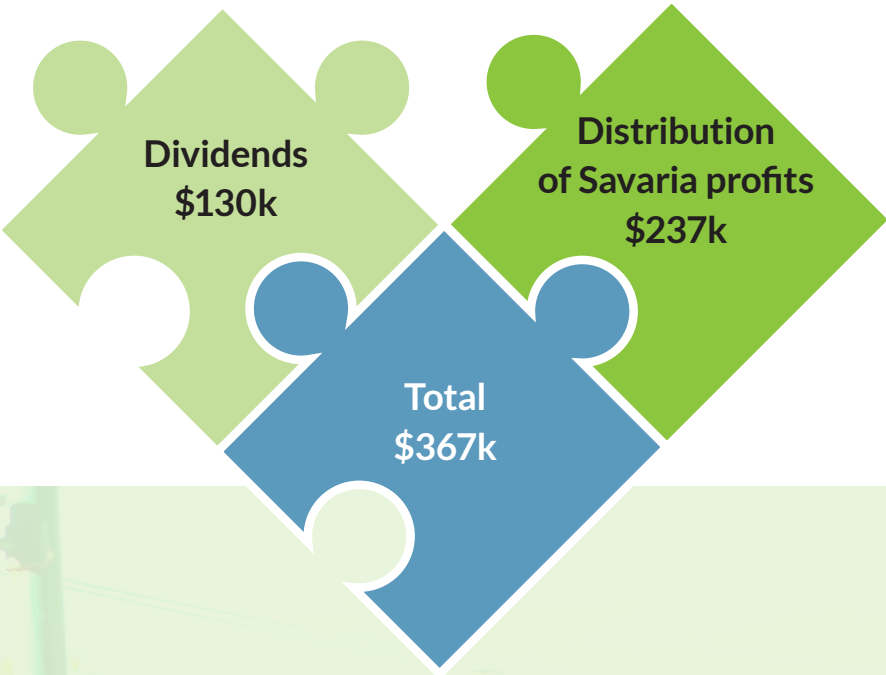 Dividends
$130k
Distribution
of Savaria profits
$237k
Total
$367k